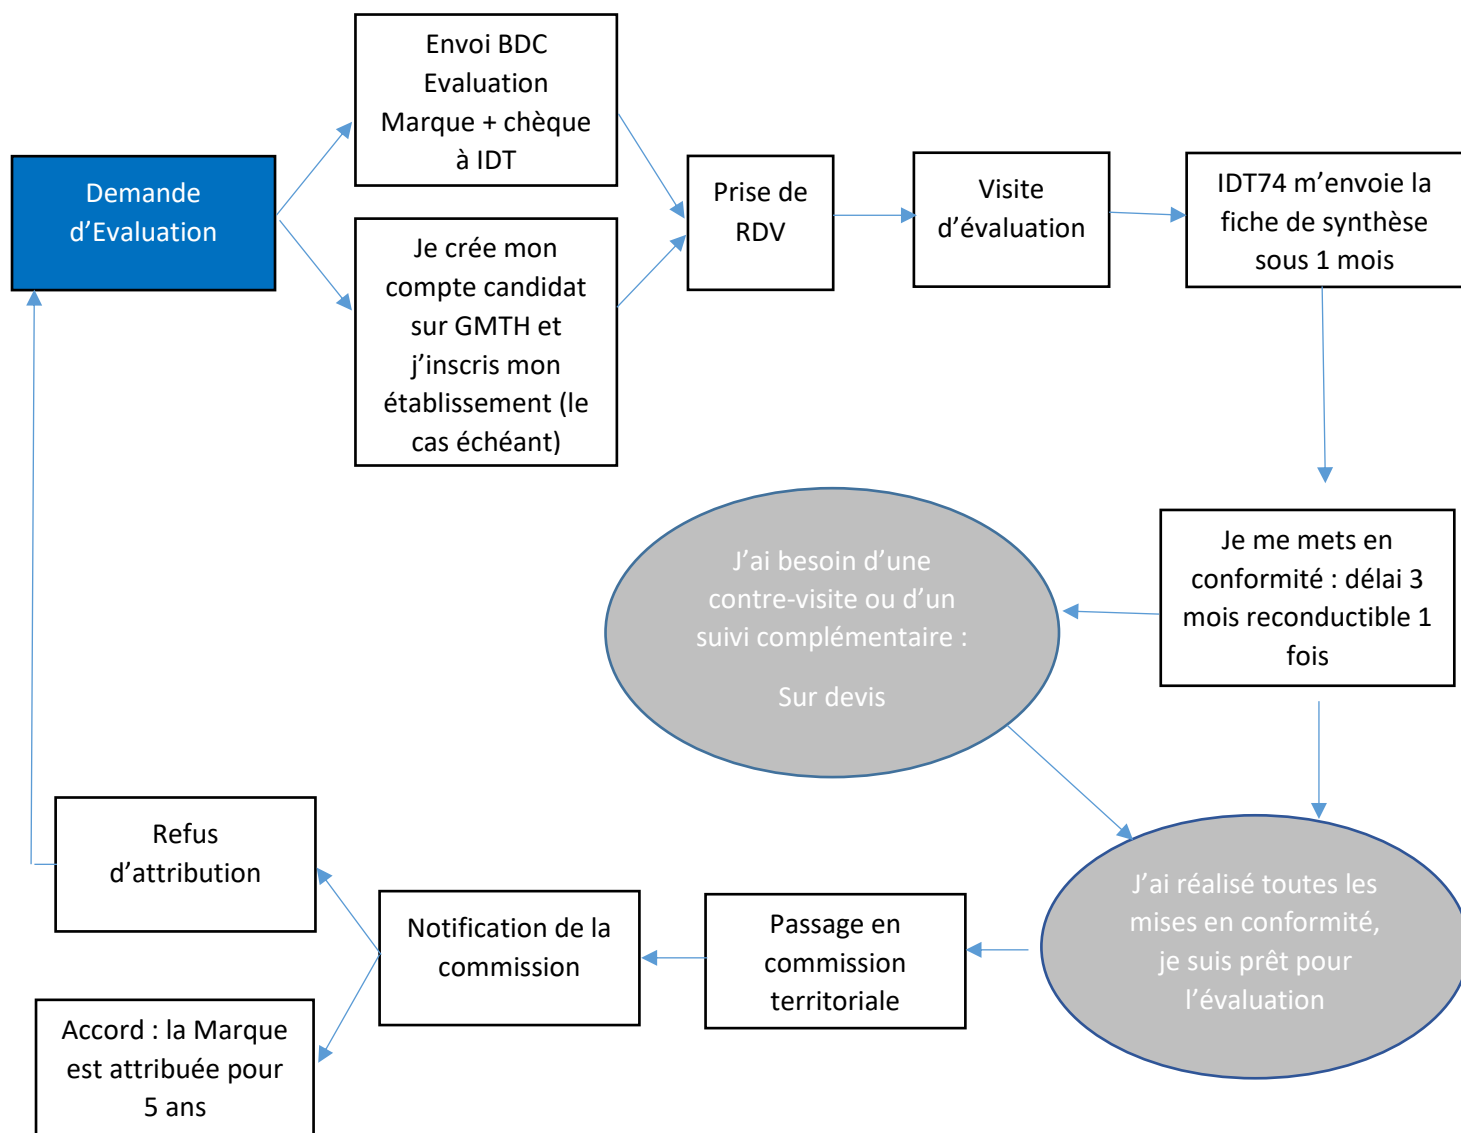 Demande
d'Evaluation
Envoi BDC
Evaluation
Marque + chèque
à IDT
Je crée mon
compte candidat
sur GMTH et
j’inscris mon
établissement (le
cas échéant)
Prise de
RDV
Visite
d’évaluation
IDT74 m’envoie la
fiche de synthèse
sous 1 mois
Je me mets en
conformité : délai 3
mois reconductible 1
fois
J’ai besoin d’une
contre-visite ou d’un
suivi complémentaire :
Sur devis
J’ai réalisé toutes les
mises en conformité,
je suis prêt pour
l’évaluation
Passage en
commission
territoriale
Notification de la
commission
Refus
d’attribution
Accord : la Marque
est attribuée pour
5 ans